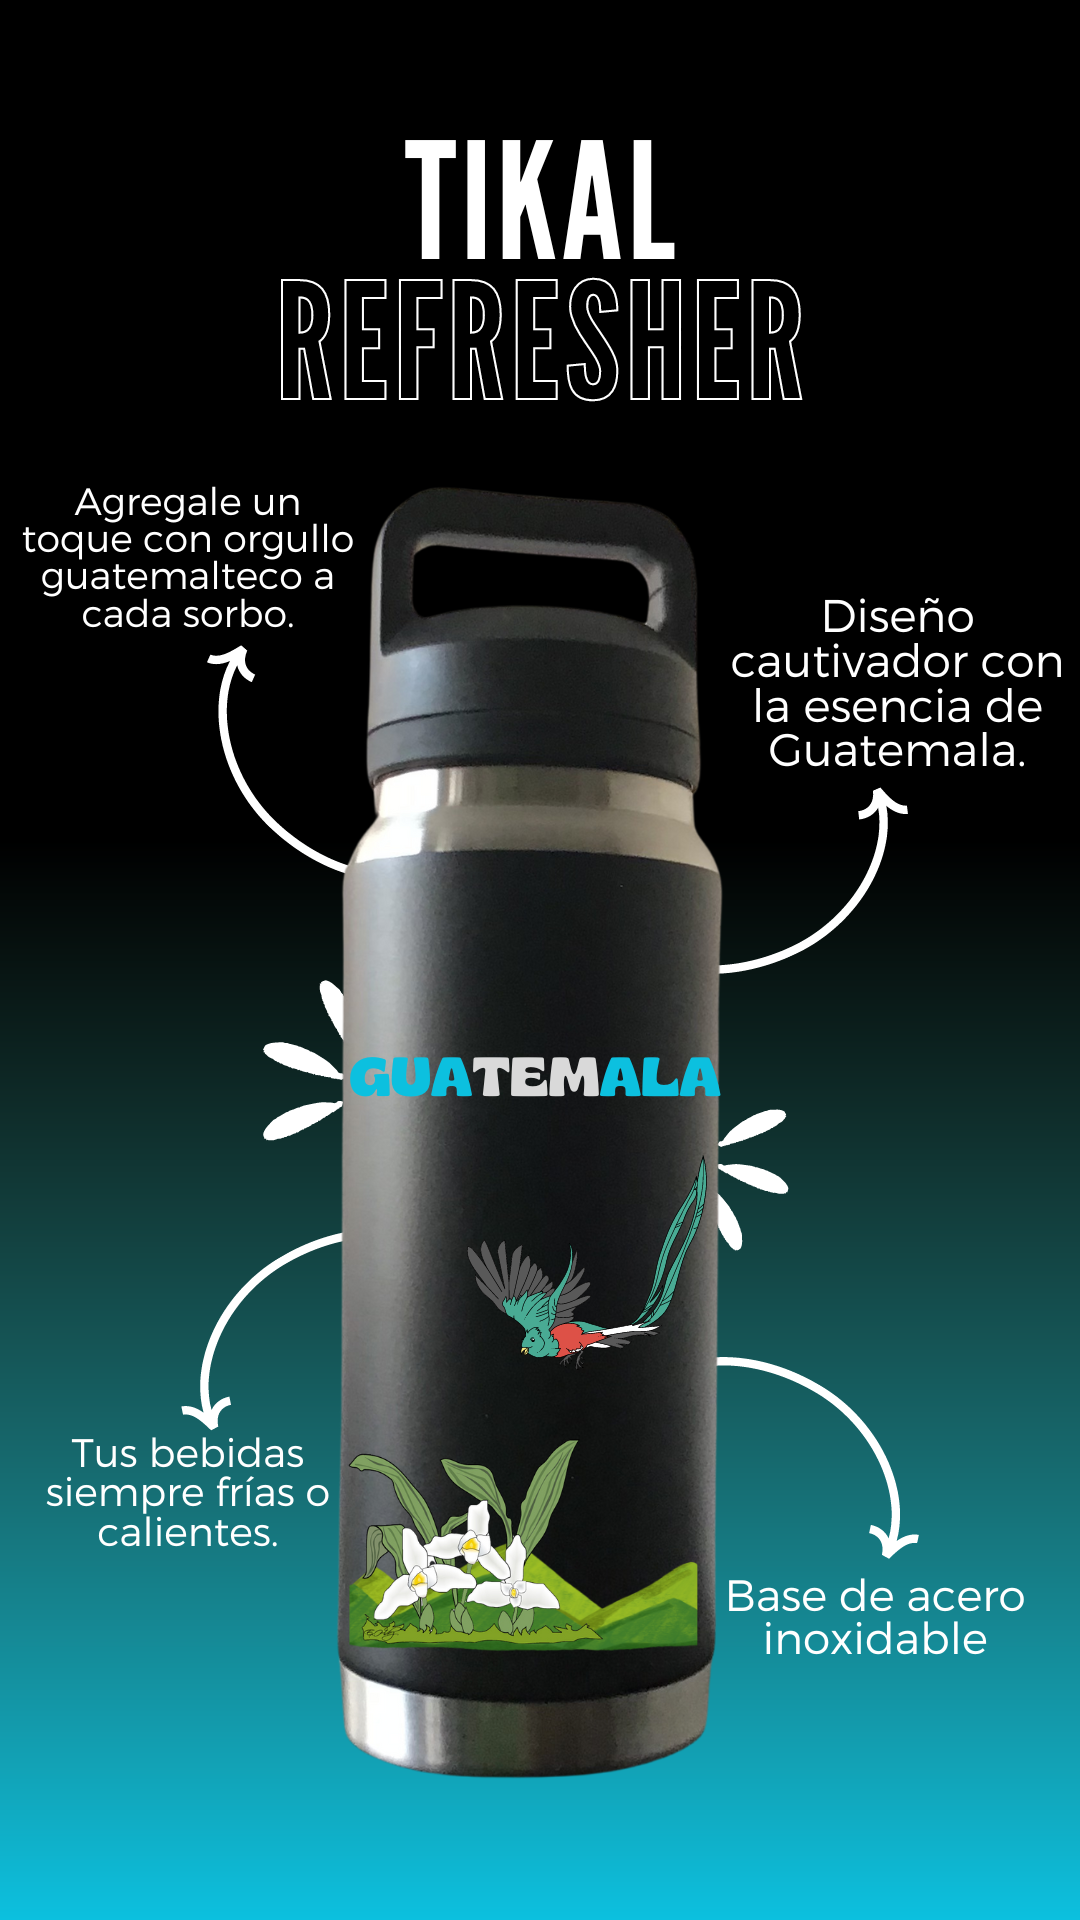 TIKAL
REFRESHER
Agregale un
toque con orgullo
guatemalteco a
cada sorbo.
Diseño
cautivador con
la esencia de
Guatemala.
GUATEMALA
Tus bebidas
siempre frías o
calientes.
Base de acero
inoxidable